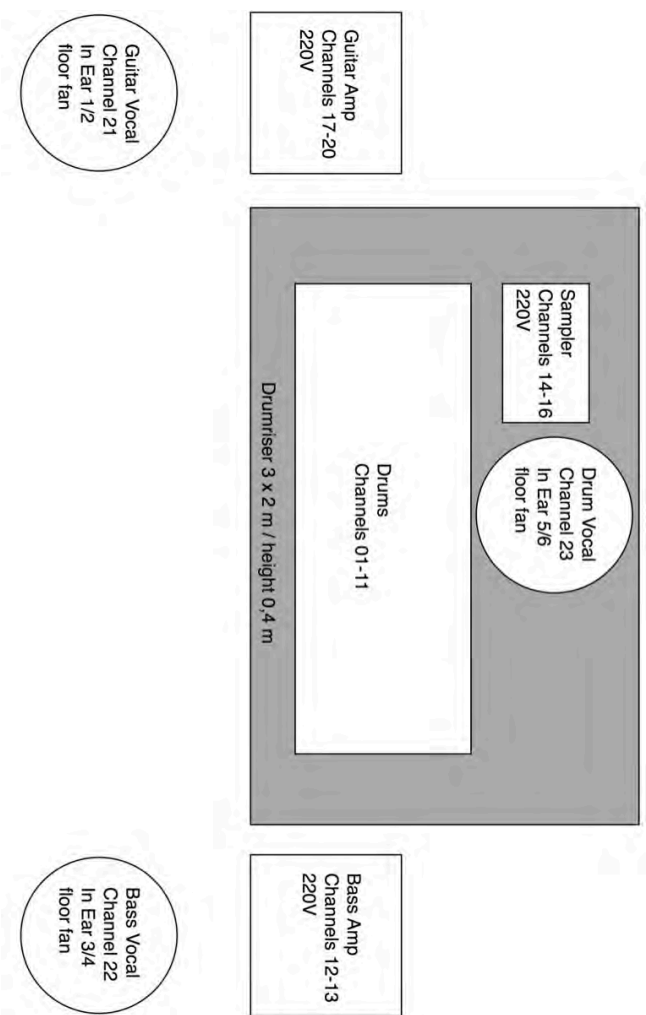 Sampler
Channels 14-16
220V
Drum Vocal
Channel 23
In Ear 5/6
floor fan
Guitar Amp
Channels 17-20
220V
Drums
Channels 01-11
Bass Amp
Channels 12-13
220V
Drumriser 3 x 2 m / height 0,4 m
Guitar Vocal
Channel 21
In Ear 1/2
floor fan
Bass Vocal
Channel 22
In Ear 3/4
floor fan